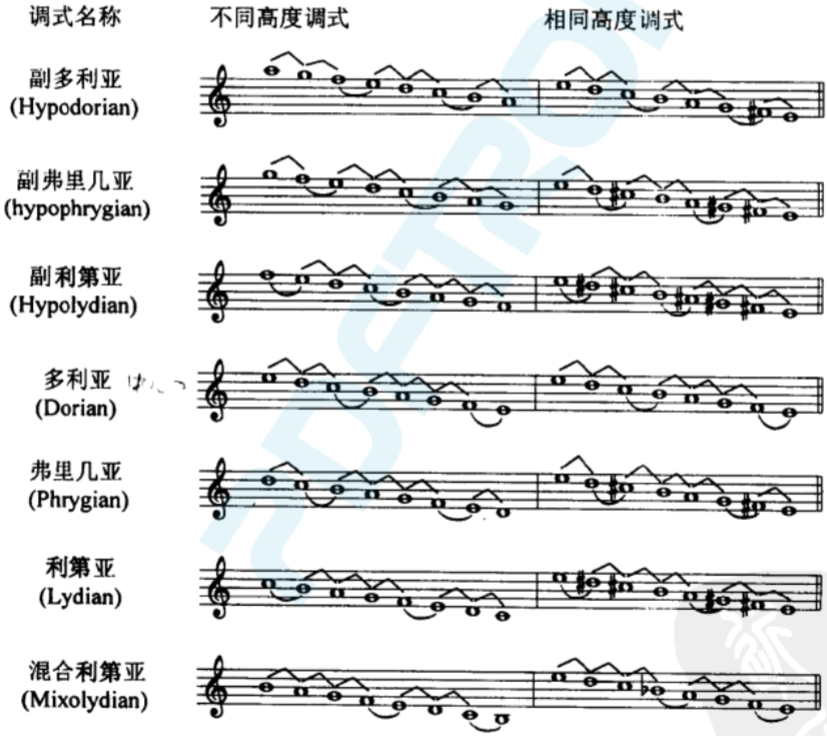 调式名称 不同高度调式 相同高度调式
副多利亚
(Hypodorian)
副弗里几亚
(hypophrygian)
副利第亚
(Hypolydian)
多利亚
(Dorian)
弗里几亚
(Phrygian)
利第亚
(Lydian)
混合利第亚
(Mixolydian)